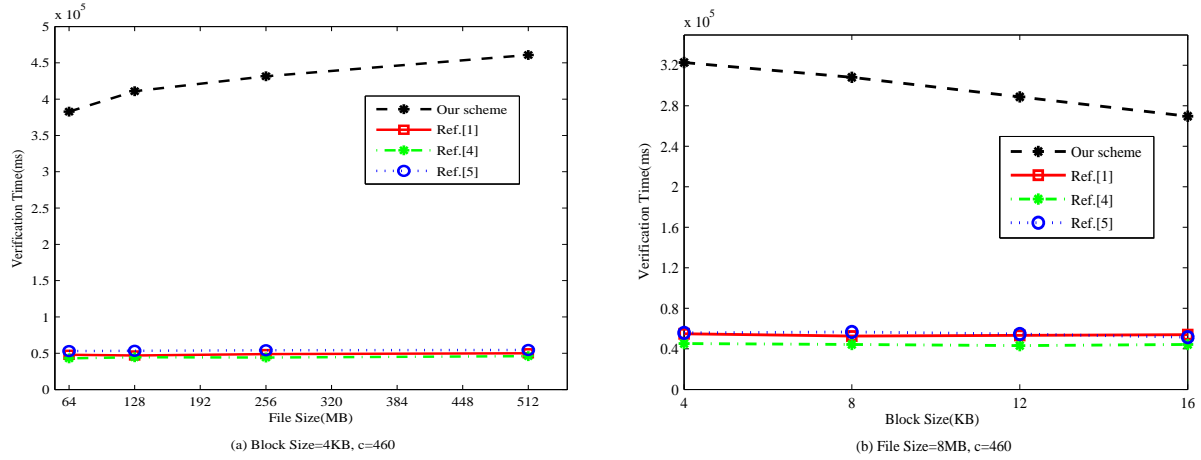 x 10^5
5
4.5
4
3.5
3
2.5
2
1.5
1
0.5
0
Verification Time(ms)
64 128 192 256 320 384 448 512
File Size(MB)
Our scheme
Ref.[1]
Ref.[4]
Ref.[5]
(a) Block Size=4KB, c=460
x 10^5
3.2
2.8
2.4
2
1.6
1.2
0.8
0.4
0
Verification Time(ms)
4 8 12 16
Block Size(KB)
Our scheme
Ref.[1]
Ref.[4]
Ref.[5]
(b) File Size=8MB, c=460